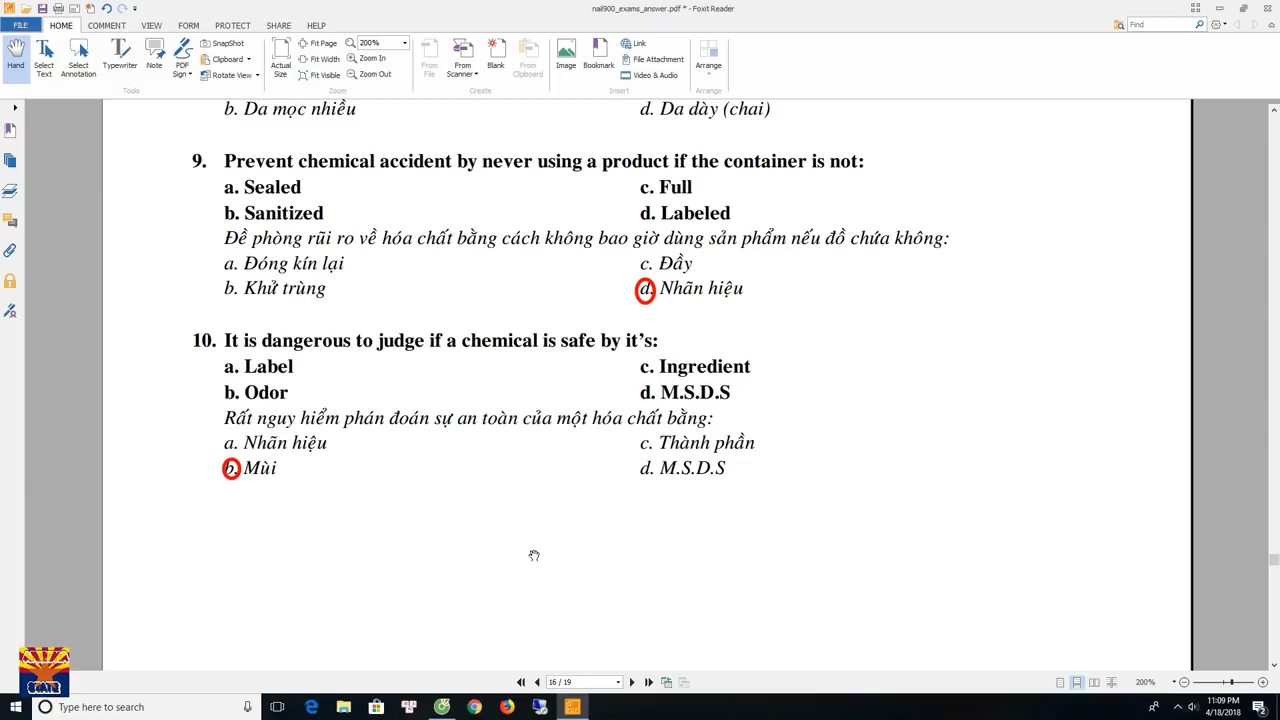 nail900_exams_answer.pdf * - Foxit Reader
FILE HOME COMMENT VIEW FORM PROTECT SHARE HELP
Find
Hand Select Text Select Annotation Typewriter Note PDF Sign
SnapShot
Clipboard
Rotate View
Tools
Actual Size
Fit Page
Fit Width
Fit Visible
200%
Zoom In
Zoom Out
Zoom
From File From Scanner Blank From Clipboard
Create
Image Bookmark
Link
File Attachment
Video & Audio
Insert
Arrange
Arrange
b. Da mọc nhiều d. Da dày (chai)
9. Prevent chemical accident by never using a product if the container is not:
a. Sealed c. Full
b. Sanitized d. Labeled
Đề phòng rũi ro về hóa chất bằng cách không bao giờ dùng sản phẩm nếu đồ chứa không:
a. Đóng kín lại c. Đầy
b. Khử trùng d. Nhãn hiệu
10. It is dangerous to judge if a chemical is safe by it's:
a. Label c. Ingredient
b. Odor d. M.S.D.S
Rất nguy hiểm phán đoán sự an toàn của một hóa chất bằng:
a. Nhãn hiệu c. Thành phần
b. Mùi d. M.S.D.S
16 / 19
200%
Type here to search
11:09 PM
4/18/2018